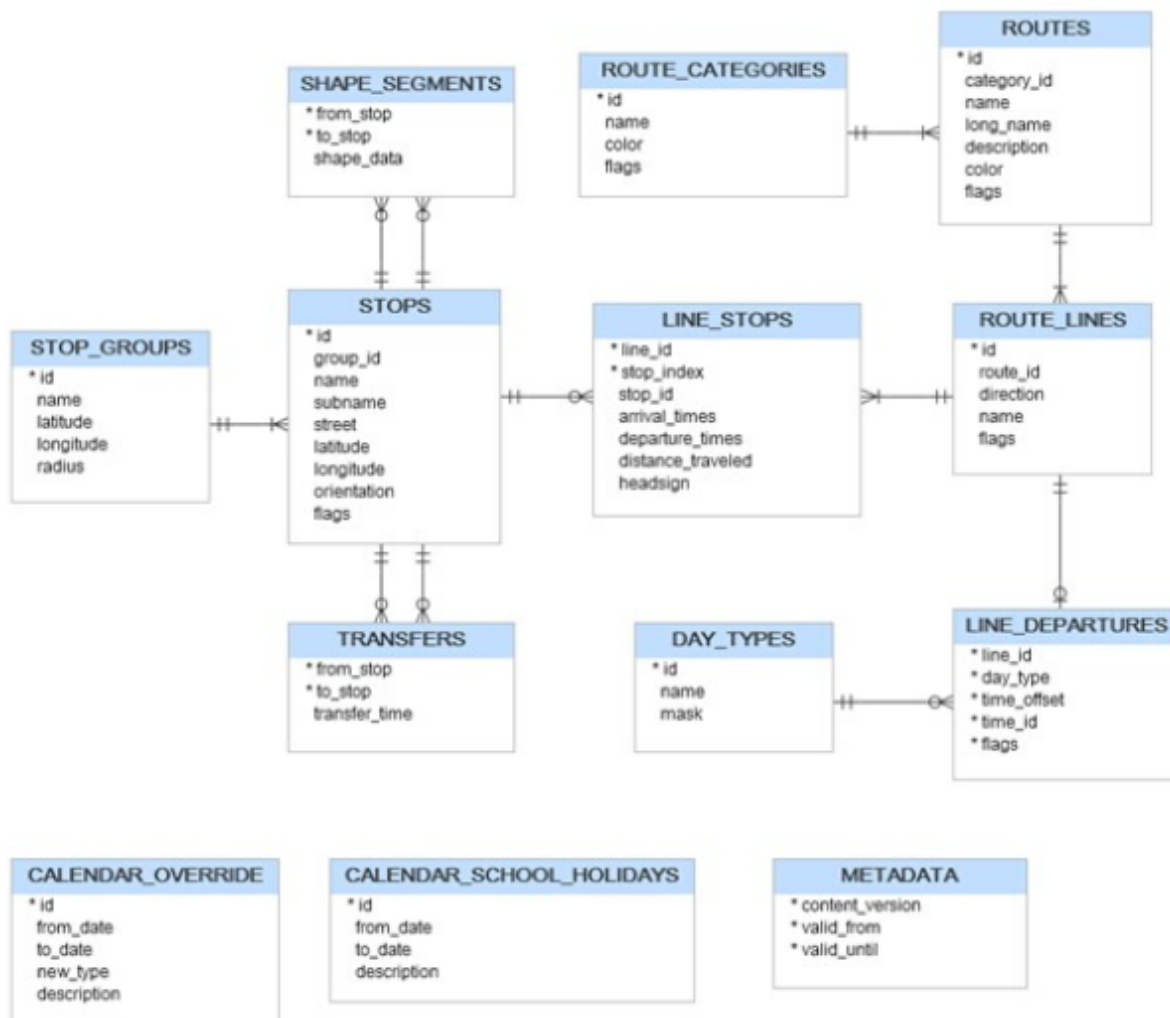 ROUTES
* id
category_id
name
long_name
description
color
flags
ROUTE_CATEGORIES
* id
name
color
flags
SHAPE_SEGMENTS
* from_stop
* to_stop
shape_data
STOPS
* id
group_id
name
subname
street
latitude
longitude
orientation
flags
LINE_STOPS
* line_id
* stop_index
stop_id
arrival_times
departure_times
distance_traveled
headsign
ROUTE_LINES
* id
route_id
direction
name
flags
STOP_GROUPS
* id
name
latitude
longitude
radius
TRANSFERS
* from_stop
* to_stop
transfer_time
DAY_TYPES
* id
name
mask
LINE_DEPARTURES
* line_id
* day_type
* time_offset
* time_id
* flags
CALENDAR_OVERRIDE
* id
from_date
to_date
new_type
description
CALENDAR_SCHOOL_HOLIDAYS
* id
from_date
to_date
description
METADATA
* content_version
* valid_from
* valid_until